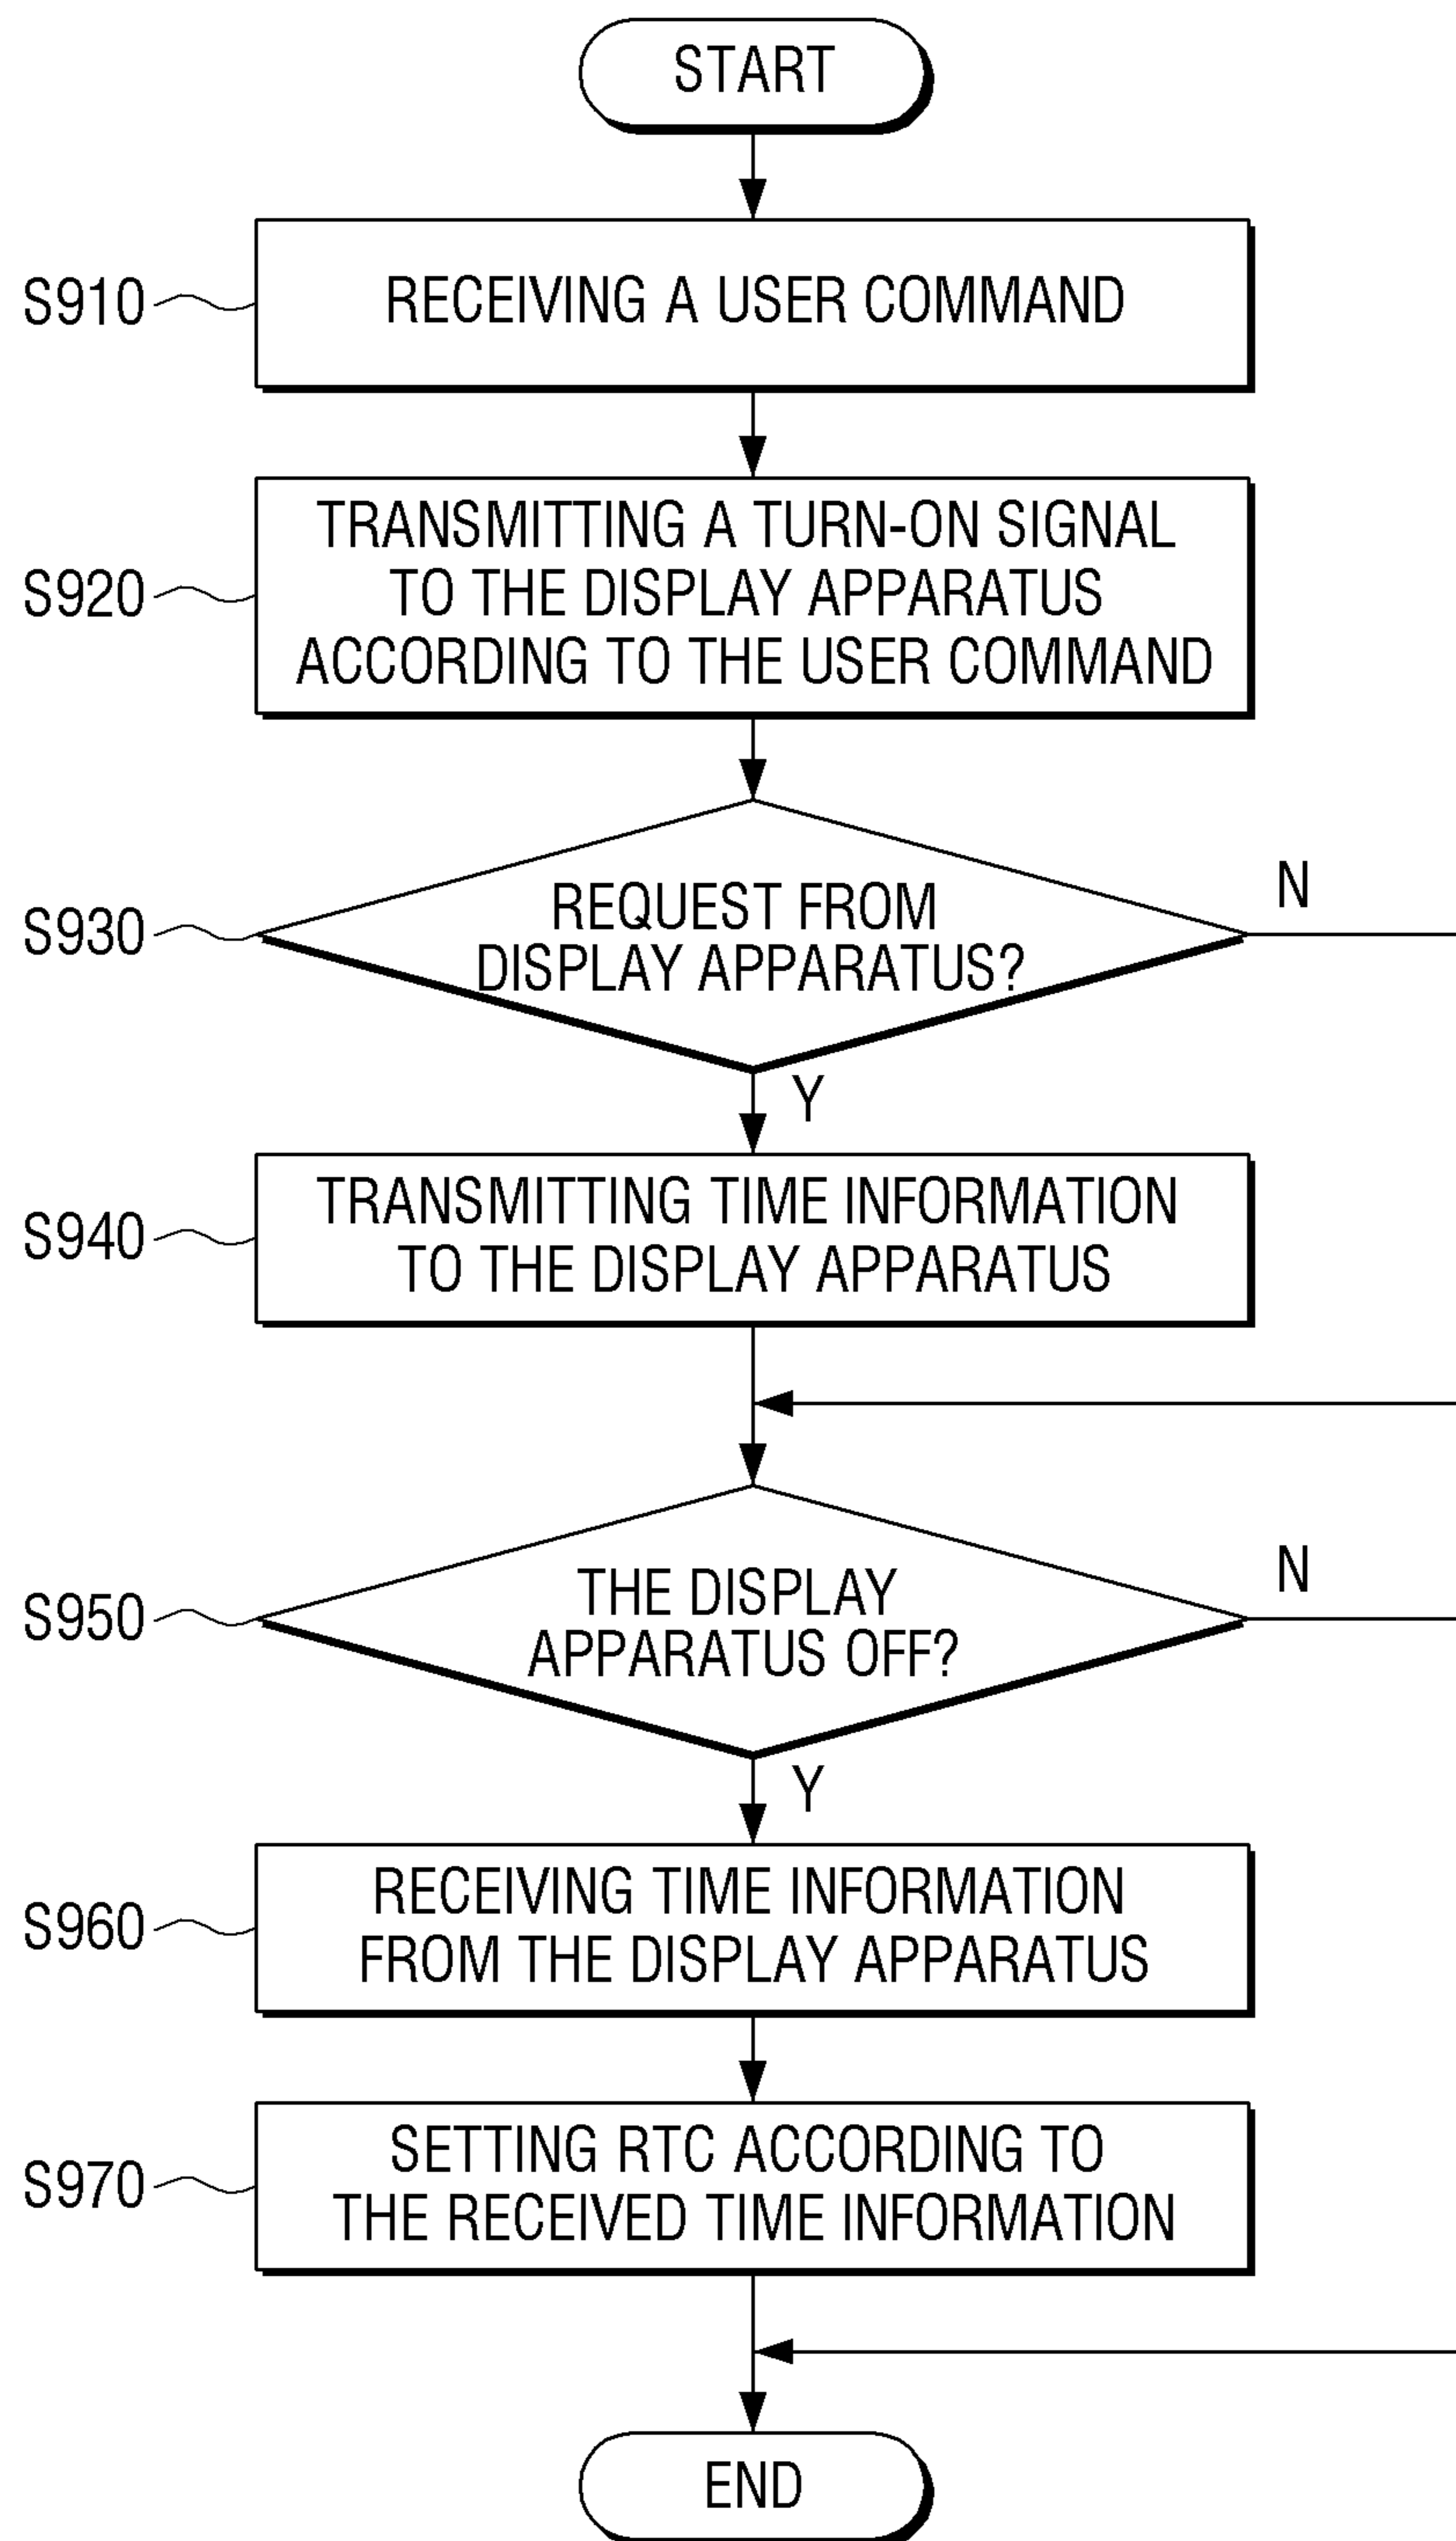 START
S910
RECEIVING A USER COMMAND
S920
TRANSMITTING A TURN-ON SIGNAL
TO THE DISPLAY APPARATUS
ACCORDING TO THE USER COMMAND
S930
REQUEST FROM
DISPLAY APPARATUS?
N
Y
S940
TRANSMITTING TIME INFORMATION
TO THE DISPLAY APPARATUS
S950
THE DISPLAY
APPARATUS OFF?
N
Y
S960
RECEIVING TIME INFORMATION
FROM THE DISPLAY APPARATUS
S970
SETTING RTC ACCORDING TO
THE RECEIVED TIME INFORMATION
END